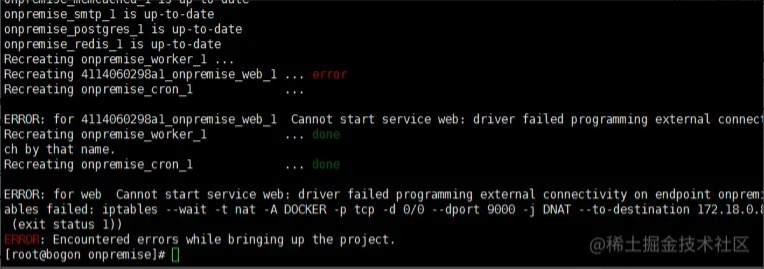 onpremise_memcached_1 is up-to-date
onpremise_smtp_1 is up-to-date
onpremise_postgres_1 is up-to-date
onpremise_redis_1 is up-to-date
Recreating onpremise_worker_1 ...
Recreating 4114060298a1_onpremise_web_1 ... error
Recreating onpremise_cron_1 ...
ERROR: for 4114060298a1_onpremise_web_1 Cannot start service web: driver failed programming external connect
Recreating onpremise_worker_1 ... done
ch by that name.
Recreating onpremise_cron_1 ... done
ERROR: for web Cannot start service web: driver failed programming external connectivity on endpoint onpremi
ables failed: iptables --wait -t nat -A DOCKER -p tcp -d 0/0 --dport 9000 -j DNAT --to-destination 172.18.0.8
(exit status 1))
ERROR: Encountered errors while bringing up the project.
[root@bogon onpremise]#
@稀土掘金技术社区